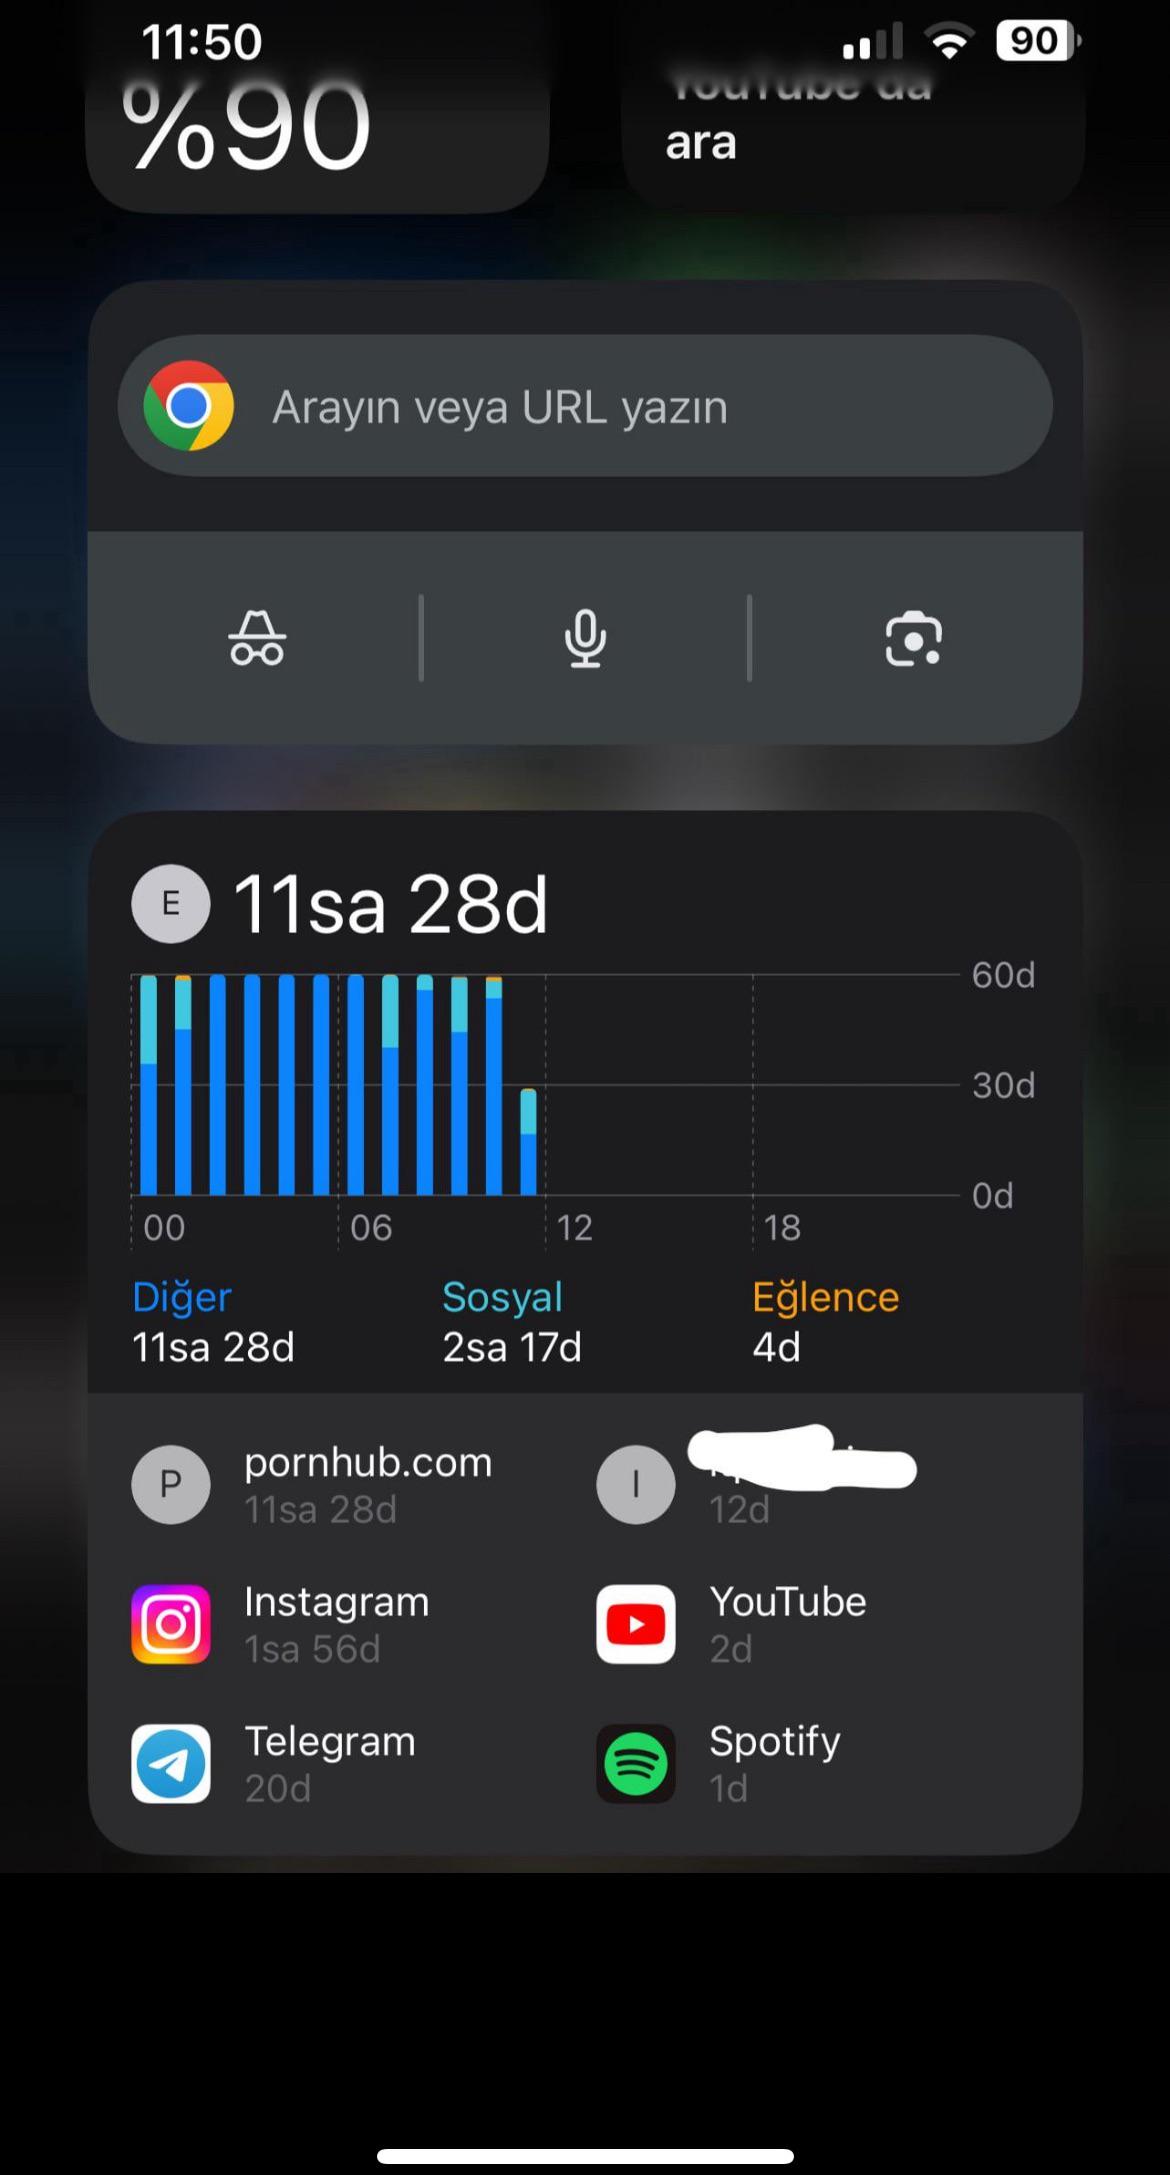 11:50
90
%90
YouTube'da
ara
Arayın veya URL yazın
E
11sa 28d
60d
30d
0d
00
06
12
18
Diğer
Sosyal
Eğlence
11sa 28d
2sa 17d
4d
P
pornhub.com
11sa 28d
I
12d
Instagram
1sa 56d
YouTube
2d
Telegram
20d
Spotify
1d